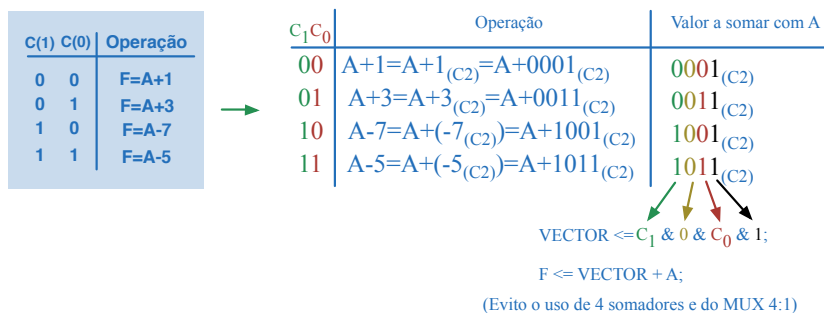 C(1) C(0) Operação
0 0 F=A+1
0 1 F=A+3
1 0 F=A-7
1 1 F=A-5
C₁C₀ Operação Valor a somar com A
00 A+1=A+1(C2)=A+0001(C2) 0001(C2)
01 A+3=A+3(C2)=A+0011(C2) 0011(C2)
10 A-7=A+(-7(C2))=A+1001(C2) 1001(C2)
11 A-5=A+(-5(C2))=A+1011(C2) 1011(C2)
VECTOR <=C₁ & 0 & C₀ & 1;
F <= VECTOR + A;
(Evito o uso de 4 somadores e do MUX 4:1)